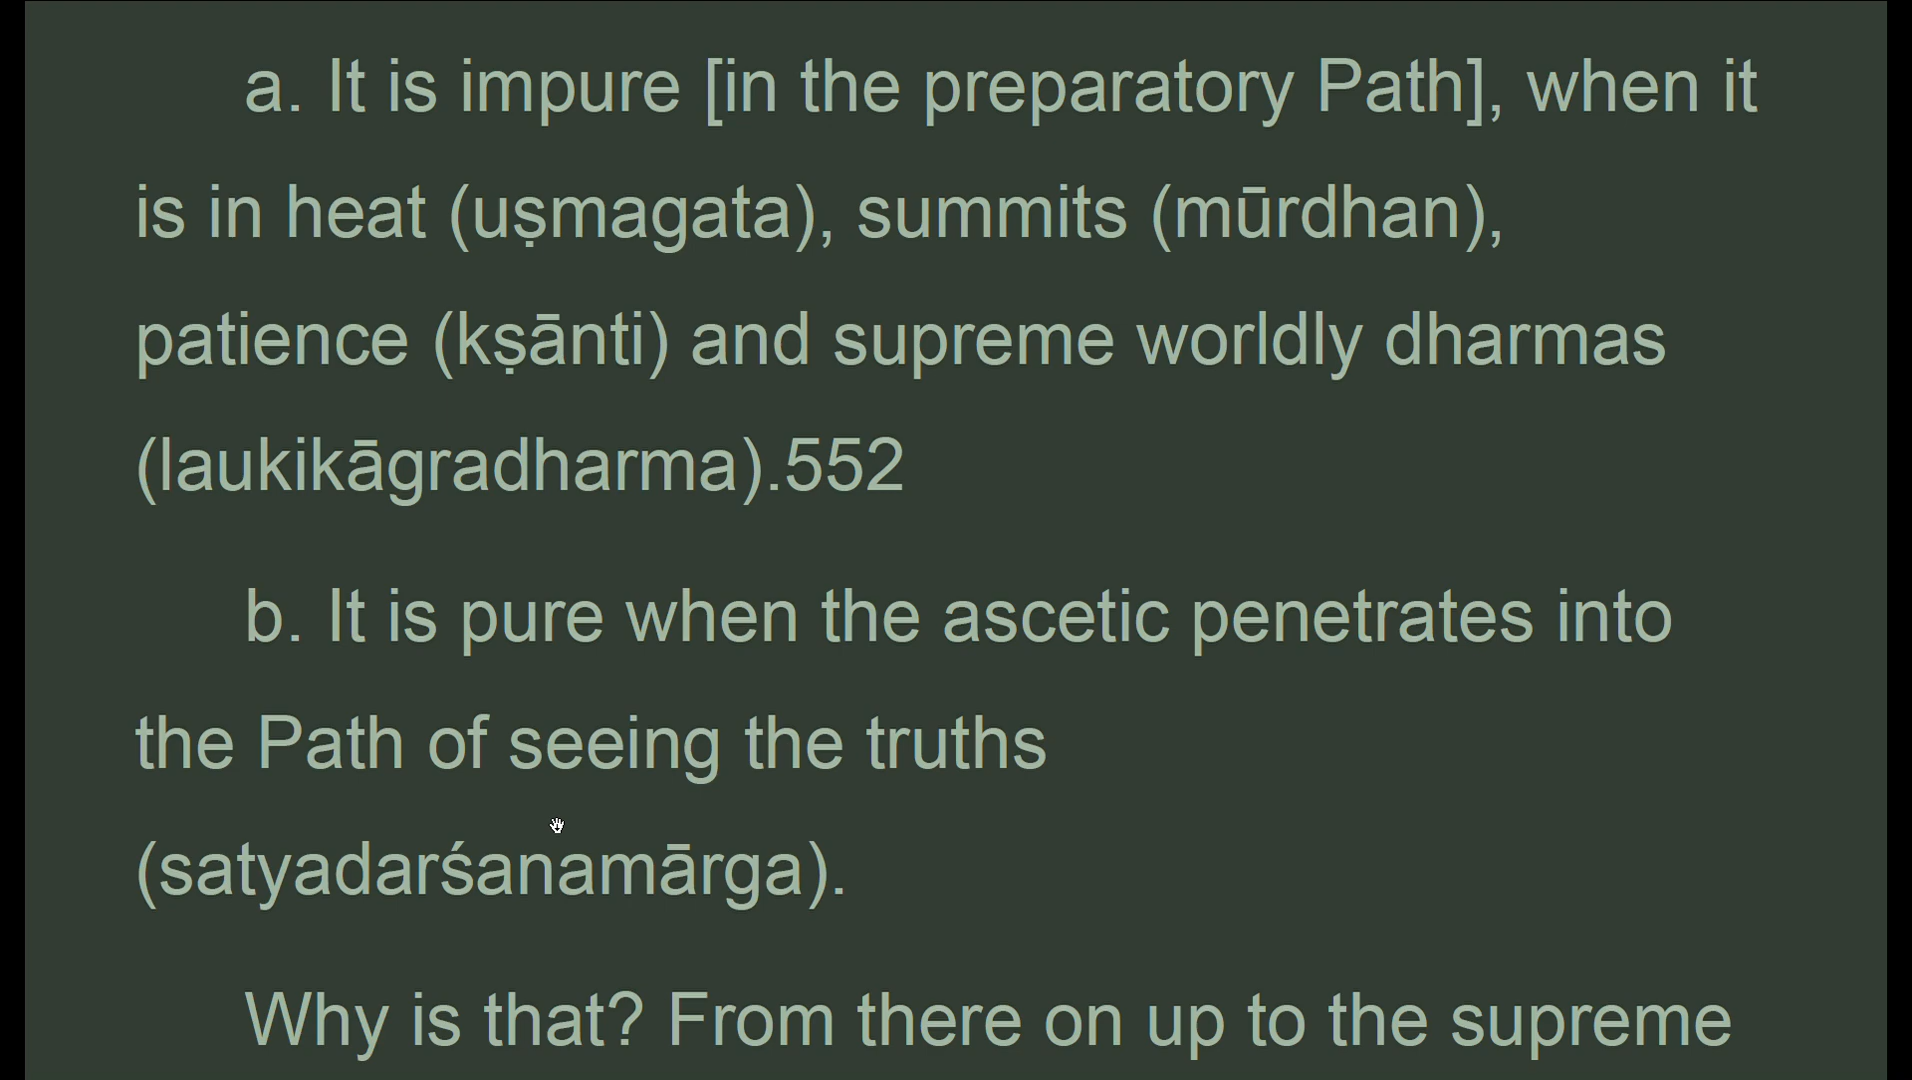 a. It is impure [in the preparatory Path], when it
is in heat (uṣmagata), summits (mūrdhan),
patience (kṣānti) and supreme worldly dharmas
(laukikāgradharma).552
b. It is pure when the ascetic penetrates into
the Path of seeing the truths
(satyadarśanamārga).
Why is that? From there on up to the supreme